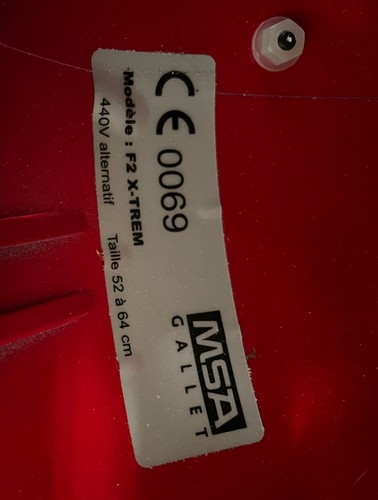 CE 0069
Modèle : F2 X-TREM
440V alternatif
Taille 52 à 64 cm
MSA
GALLET